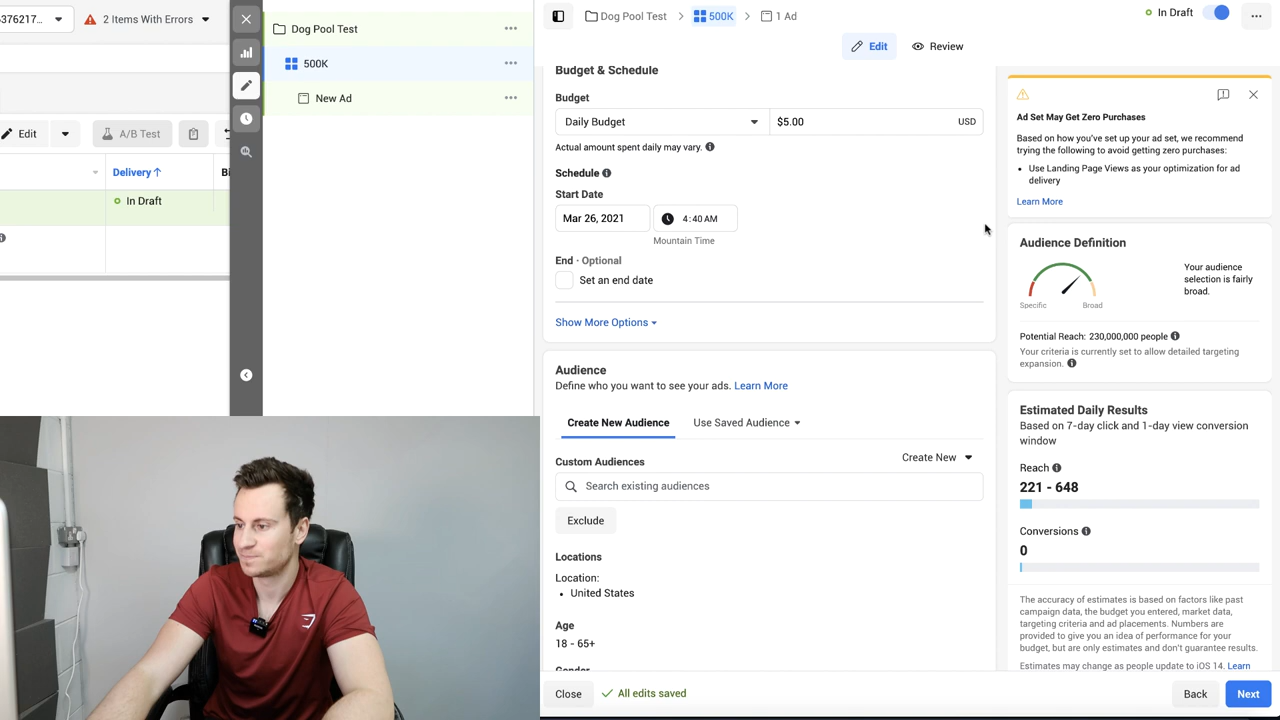 376217...
2 Items With Errors
Edit
A/B Test
Delivery↑
Bi
In Draft
Dog Pool Test
500K
New Ad
Dog Pool Test > 500K > 1 Ad
In Draft
Edit
Review
Budget & Schedule
Budget
Daily Budget
$5.00
USD
Actual amount spent daily may vary.
Schedule
Start Date
Mar 26, 2021
4:40 AM
Mountain Time
End · Optional
Set an end date
Show More Options
Audience
Define who you want to see your ads. Learn More
Create New Audience
Use Saved Audience
Custom Audiences
Create New
Search existing audiences
Exclude
Locations
Location:
• United States
Age
18 - 65+
Gender
Close
All edits saved
Back
Next
Ad Set May Get Zero Purchases
Based on how you've set up your ad set, we recommend
trying the following to avoid getting zero purchases:
• Use Landing Page Views as your optimization for ad
delivery
Learn More
Audience Definition
Specific
Broad
Your audience
selection is fairly
broad.
Potential Reach: 230,000,000 people
Your criteria is currently set to allow detailed targeting
expansion.
Estimated Daily Results
Based on 7-day click and 1-day view conversion
window
Reach
221 - 648
Conversions
0
The accuracy of estimates is based on factors like past
campaign data, the budget you entered, market data,
targeting criteria and ad placements. Numbers are
provided to give you an idea of performance for your
budget, but are only estimates and don't guarantee results.
Estimates may change as people update to iOS 14. Learn